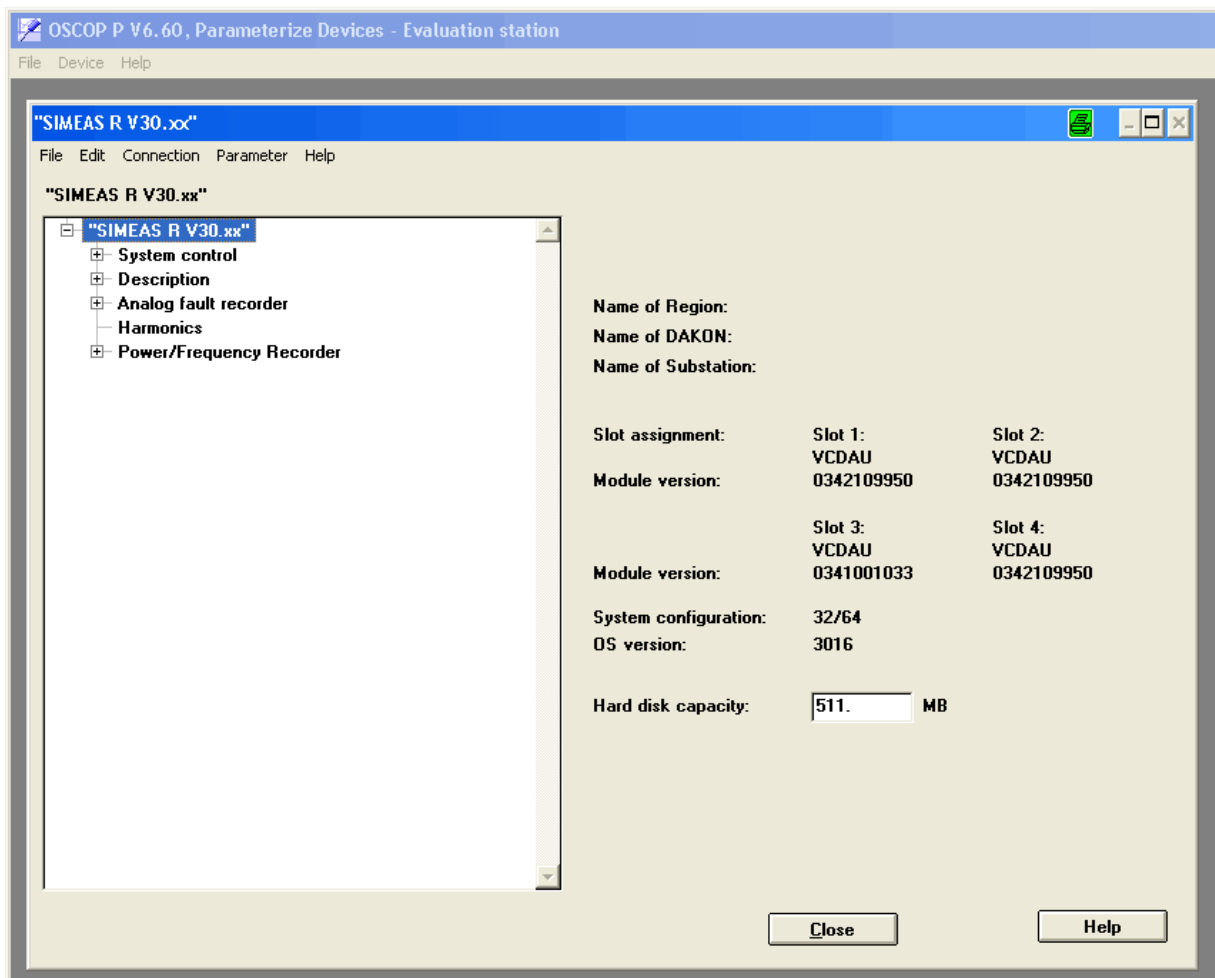 OSCOP P V6.60, Parameterize Devices - Evaluation station
File Device Help
"SIMEAS R V30.xx"
File Edit Connection Parameter Help
"SIMEAS R V30.xx"
"SIMEAS R V30.xx"
System control
Description
Analog fault recorder
Harmonics
Power/Frequency Recorder
Name of Region:
Name of DAKON:
Name of Substation:
Slot assignment: Slot 1: Slot 2:
VCDAU VCDAU
Module version: 0342109950 0342109950
Slot 3: Slot 4:
VCDAU VCDAU
Module version: 0341001033 0342109950
System configuration: 32/64
OS version: 3016
Hard disk capacity: 511. MB
Close Help